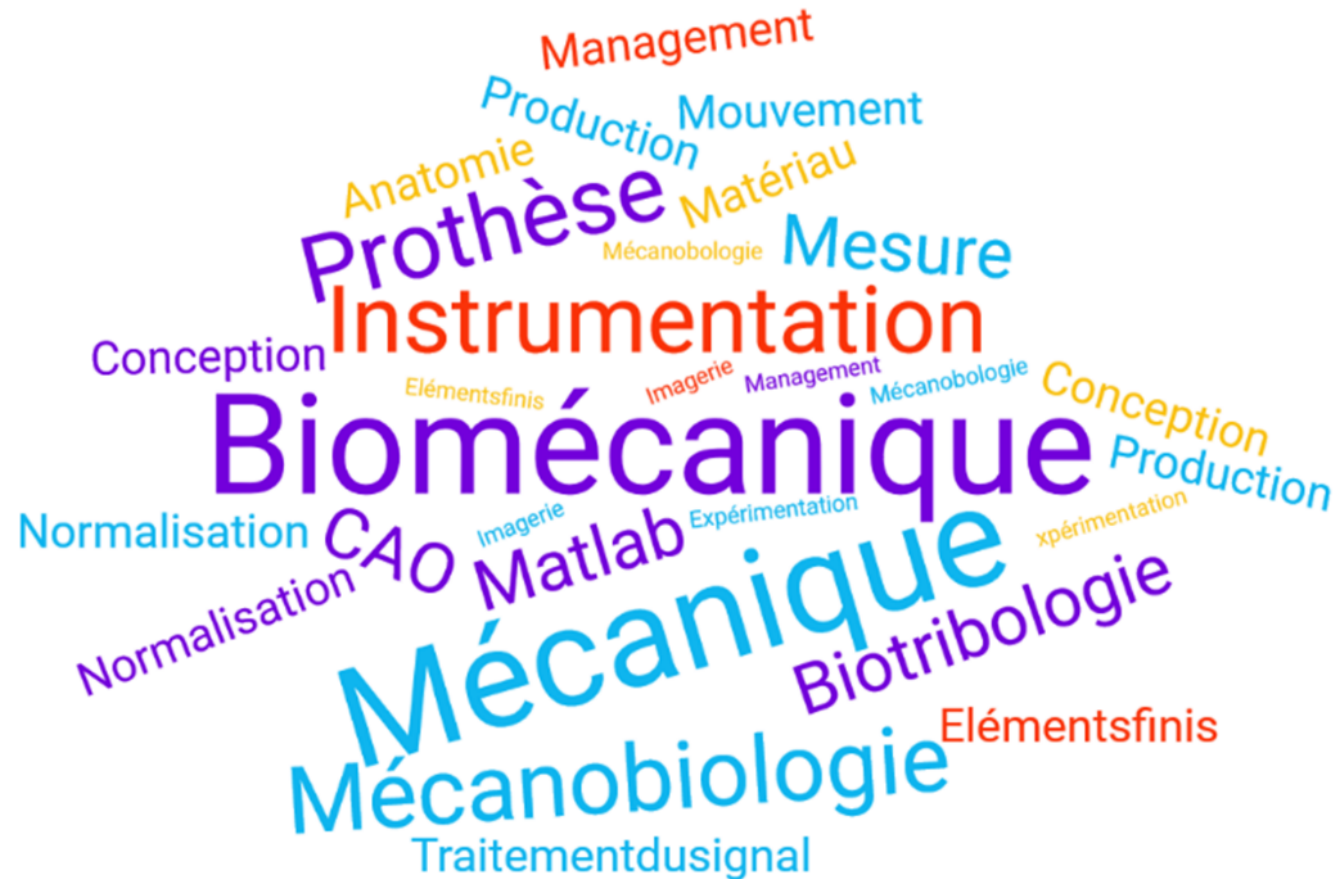 Management
Production
Mouvement
Anatomie
Matériau
Prothèse
Mécanobologie
Mesure
Instrumentation
Conception
Elémentsfinis
Imagerie
Management
Mécanobologie
Conception
Biomécanique
Production
Normalisation
CAO
Imagerie
Matlab
Expérimentation
xpérimentation
Normalisation
Mécanique
Biotribologie
Elémentsfinis
Mécanobiologie
Traitementdusignal